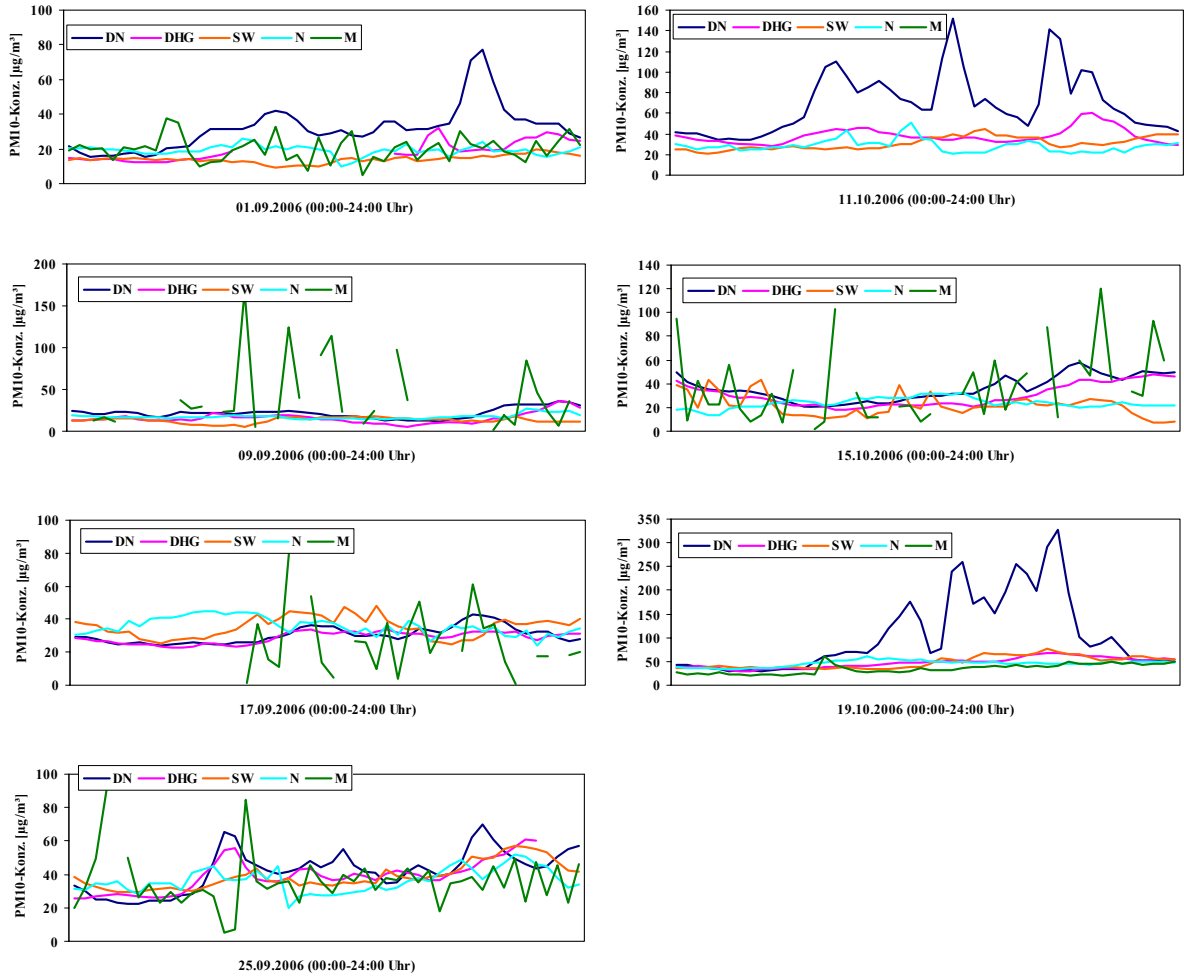 PM10-Konz. [µg/m³]
100
80
60
40
20
0
DN DHG SW N M
01.09.2006 (00:00-24:00 Uhr)
PM10-Konz. [µg/m³]
160
140
120
100
80
60
40
20
0
DN DHG SW N M
11.10.2006 (00:00-24:00 Uhr)
PM10-Konz. [µg/m³]
200
150
100
50
0
DN DHG SW N M
09.09.2006 (00:00-24:00 Uhr)
PM10-Konz. [µg/m³]
140
120
100
80
60
40
20
0
DN DHG SW N M
15.10.2006 (00:00-24:00 Uhr)
PM10-Konz. [µg/m³]
100
80
60
40
20
0
DN DHG SW N M
17.09.2006 (00:00-24:00 Uhr)
PM10-Konz. [µg/m³]
350
300
250
200
150
100
50
0
DN DHG SW N M
19.10.2006 (00:00-24:00 Uhr)
PM10-Konz. [µg/m³]
100
80
60
40
20
0
DN DHG SW N M
25.09.2006 (00:00-24:00 Uhr)